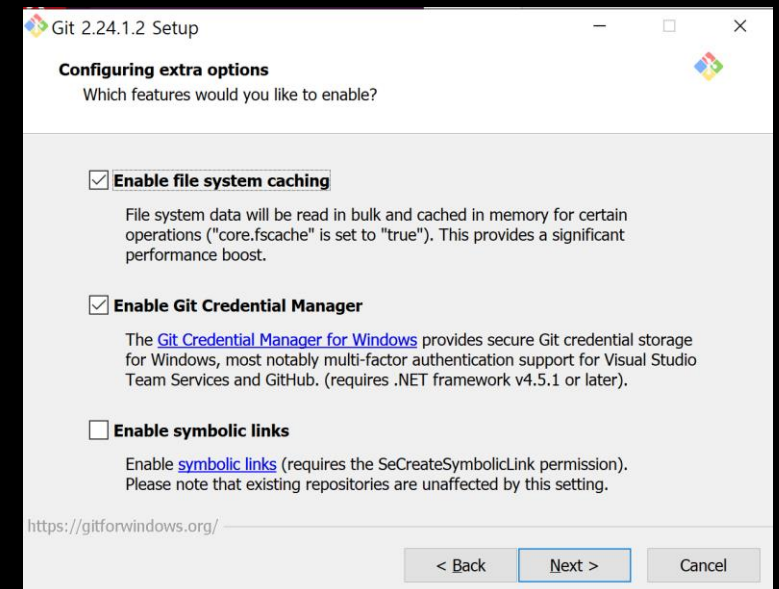 Git 2.24.1.2 Setup
Configuring extra options
Which features would you like to enable?
Enable file system caching
File system data will be read in bulk and cached in memory for certain
operations ("core.fscache" is set to "true"). This provides a significant
performance boost.
Enable Git Credential Manager
The Git Credential Manager for Windows provides secure Git credential storage
for Windows, most notably multi-factor authentication support for Visual Studio
Team Services and GitHub. (requires .NET framework v4.5.1 or later).
Enable symbolic links
Enable symbolic links (requires the SeCreateSymbolicLink permission).
Please note that existing repositories are unaffected by this setting.
https://gitforwindows.org/
< Back Next > Cancel